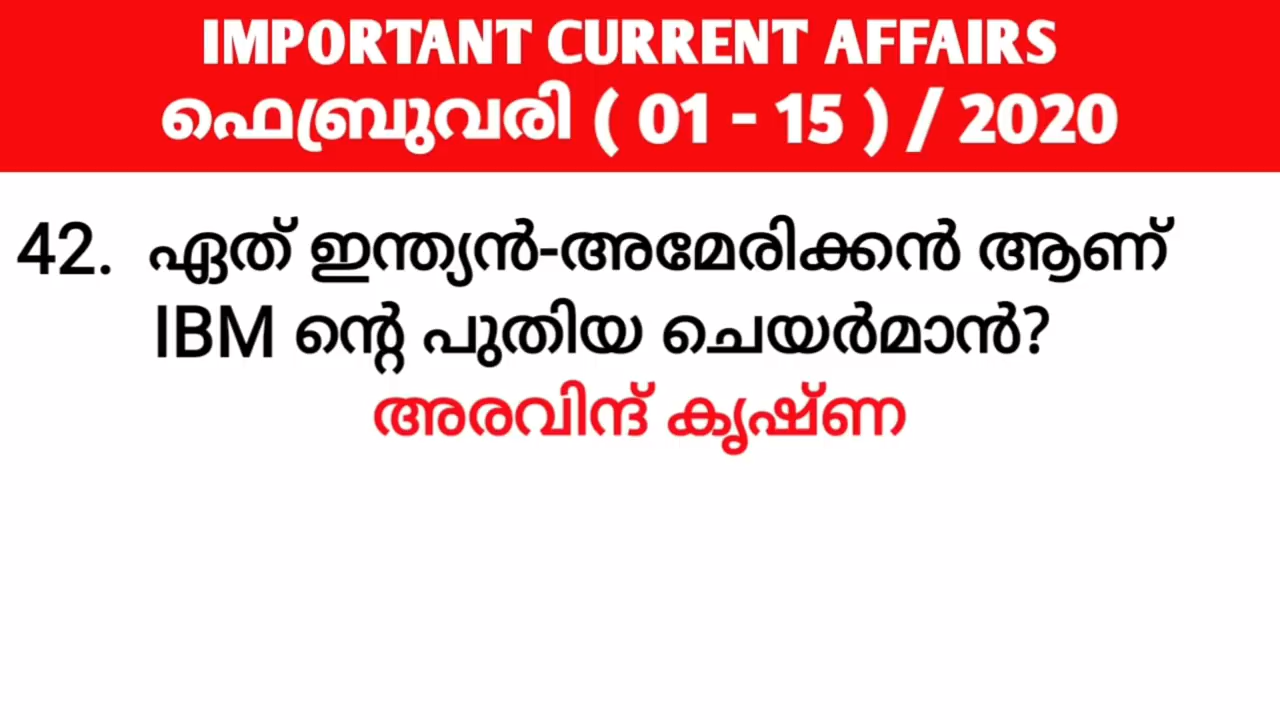 IMPORTANT CURRENT AFFAIRS
ഫെബ്രുവരി ( 01 - 15 ) / 2020
42. ഏത് ഇന്ത്യൻ-അമേരിക്കൻ ആണ്
IBM ന്റെ പുതിയ ചെയർമാൻ?
അരവിന്ദ് കൃഷ്ണ